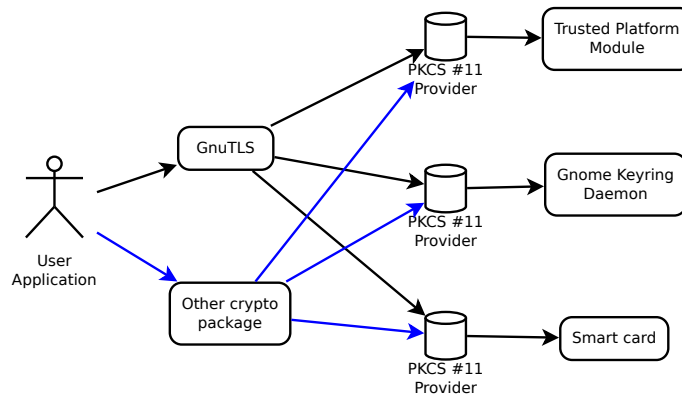 Trusted Platform
Module
PKCS #11
Provider
GnuTLS
Gnome Keyring
Daemon
PKCS #11
Provider
User
Application
Other crypto
package
Smart card
PKCS #11
Provider